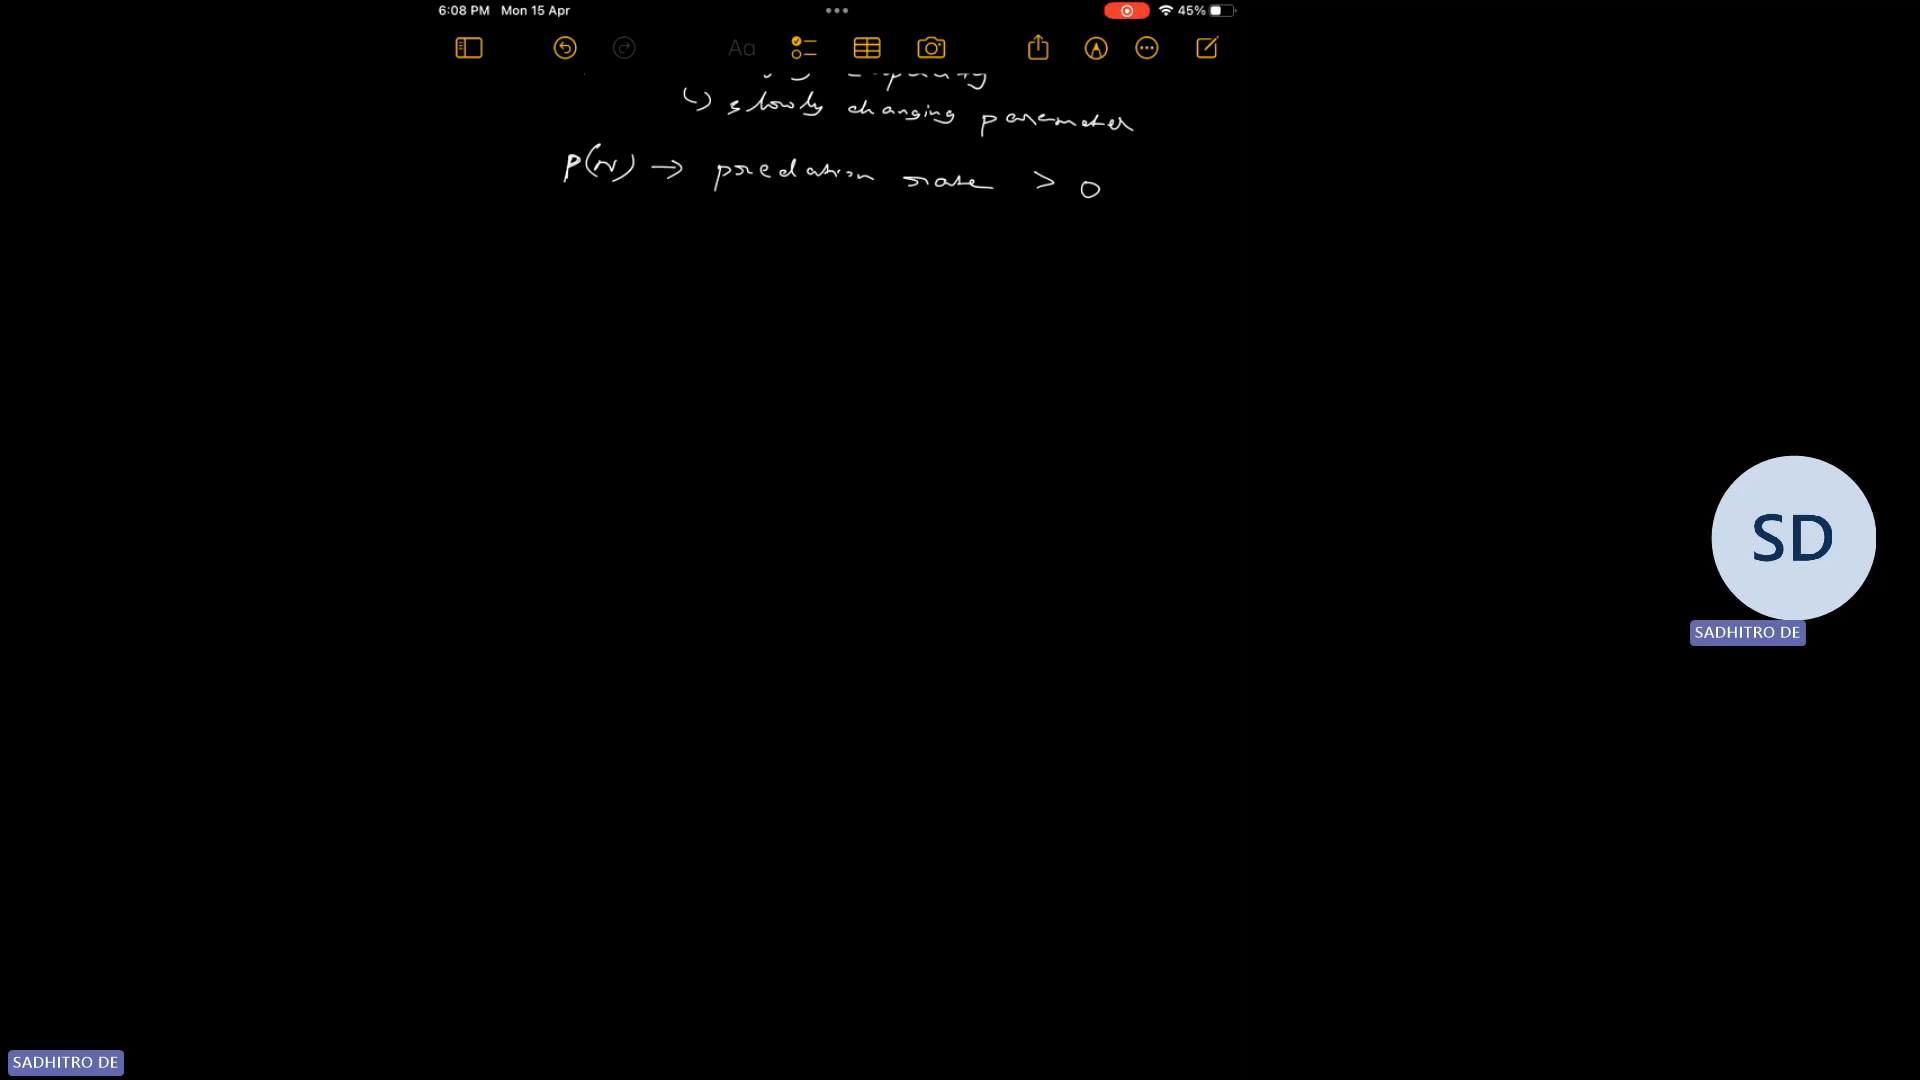 6:08 PM Mon 15 Apr
45%
Aa
↳ slowly changing parameter
P(N) → predation rate > 0
SD
SADHITRO DE
SADHITRO DE